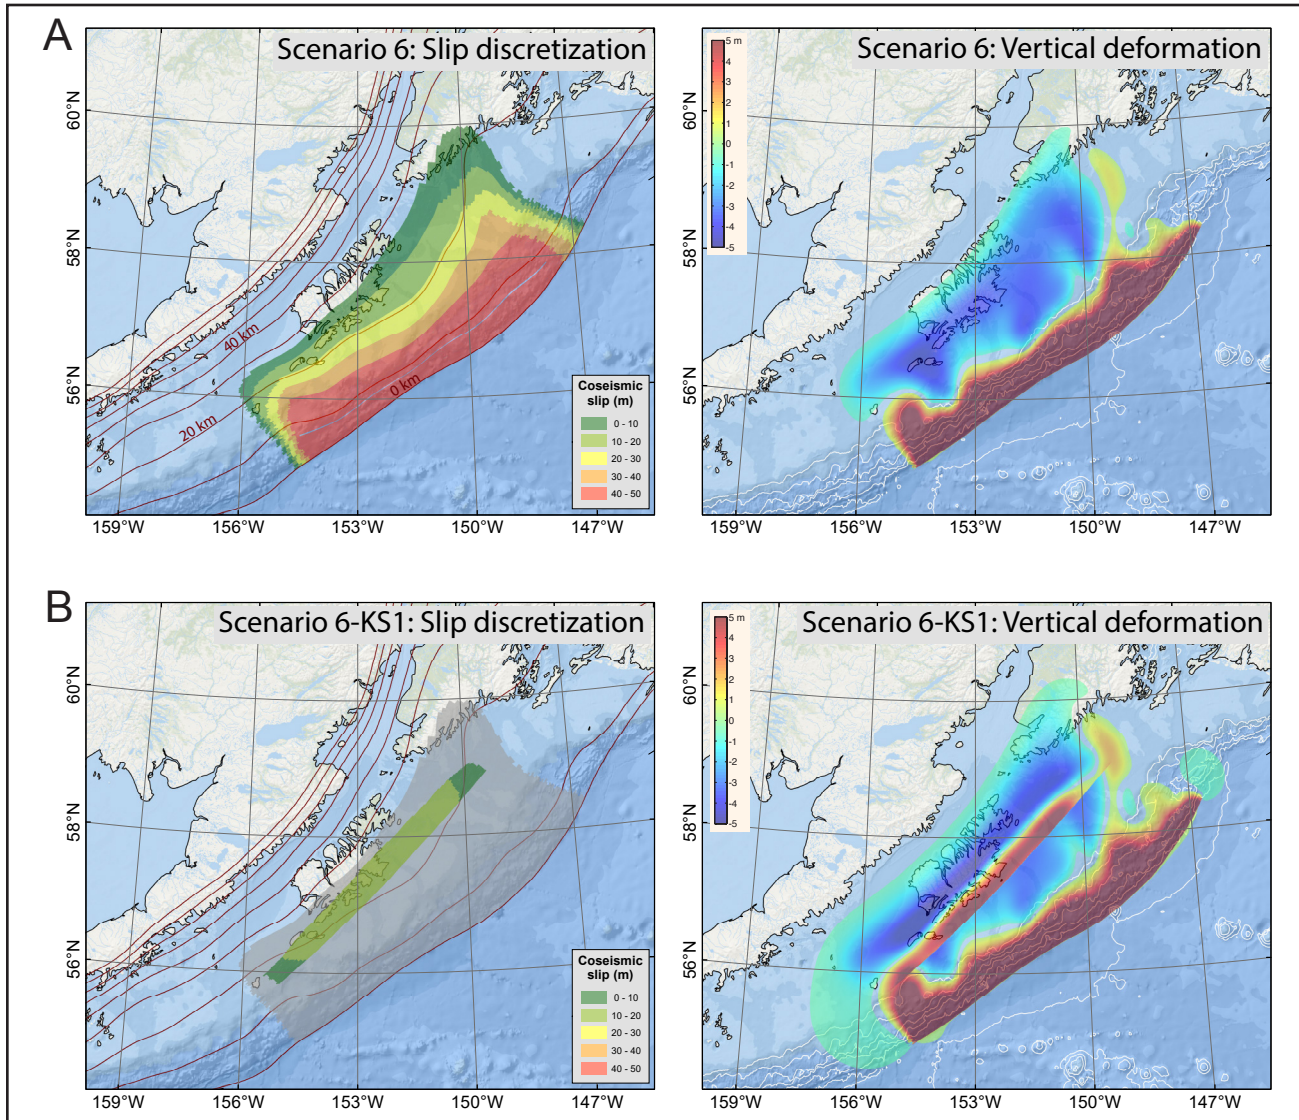 A
Scenario 6: Slip discretization
60°N
58°N
56°N
40 km
20 km
0 km
Coseismic
slip (m)
0 - 10
10 - 20
20 - 30
30 - 40
40 - 50
159°W 156°W 153°W 150°W 147°W
Scenario 6: Vertical deformation
5 m
4
3
2
1
0
-1
-2
-3
-4
-5
60°N
58°N
56°N
159°W 156°W 153°W 150°W 147°W
B
Scenario 6-KS1: Slip discretization
60°N
58°N
56°N
Coseismic
slip (m)
0 - 10
10 - 20
20 - 30
30 - 40
40 - 50
159°W 156°W 153°W 150°W 147°W
Scenario 6-KS1: Vertical deformation
5 m
4
3
2
1
0
-1
-2
-3
-4
-5
60°N
58°N
56°N
159°W 156°W 153°W 150°W 147°W